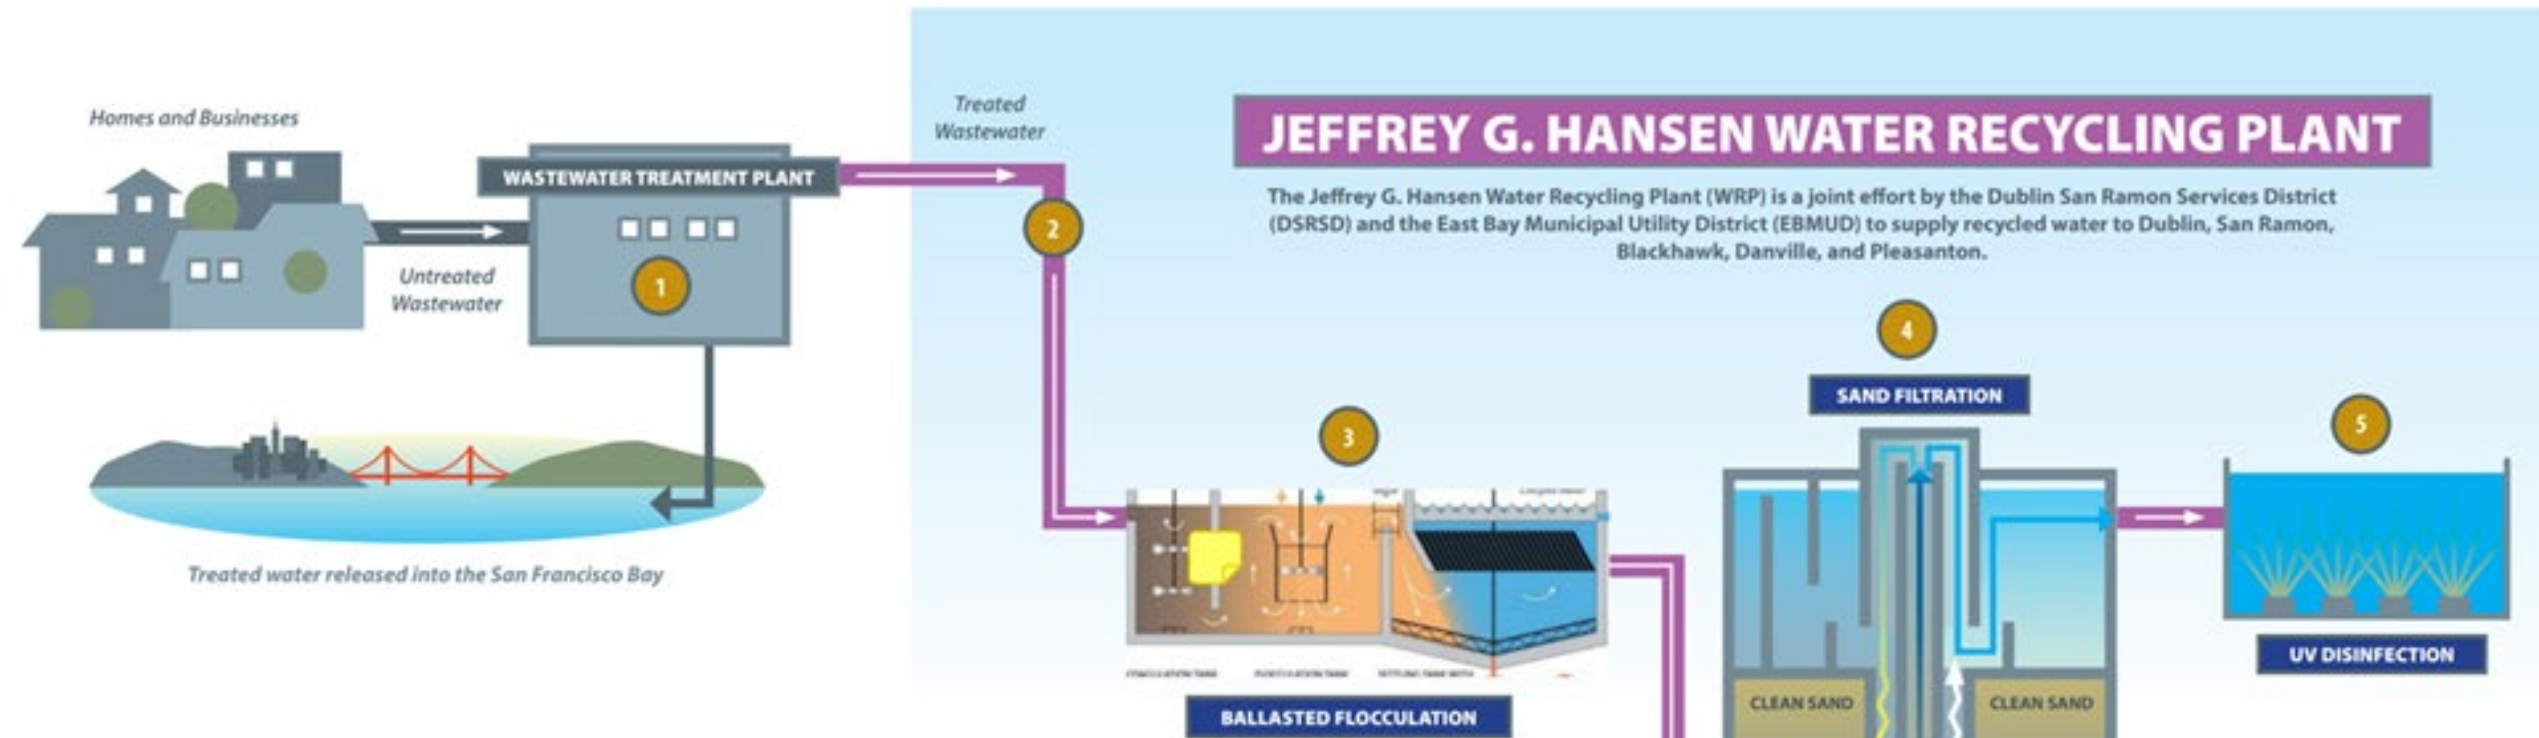 Homes and Businesses
Untreated
Wastewater
WASTEWATER TREATMENT PLANT
1
Treated water released into the San Francisco Bay
Treated
Wastewater
2
JEFFREY G. HANSEN WATER RECYCLING PLANT
The Jeffrey G. Hansen Water Recycling Plant (WRP) is a joint effort by the Dublin San Ramon Services District
(DSRSD) and the East Bay Municipal Utility District (EBMUD) to supply recycled water to Dublin, San Ramon,
Blackhawk, Danville, and Pleasanton.
3
BALLASTED FLOCCULATION
4
SAND FILTRATION
CLEAN SAND
CLEAN SAND
5
UV DISINFECTION